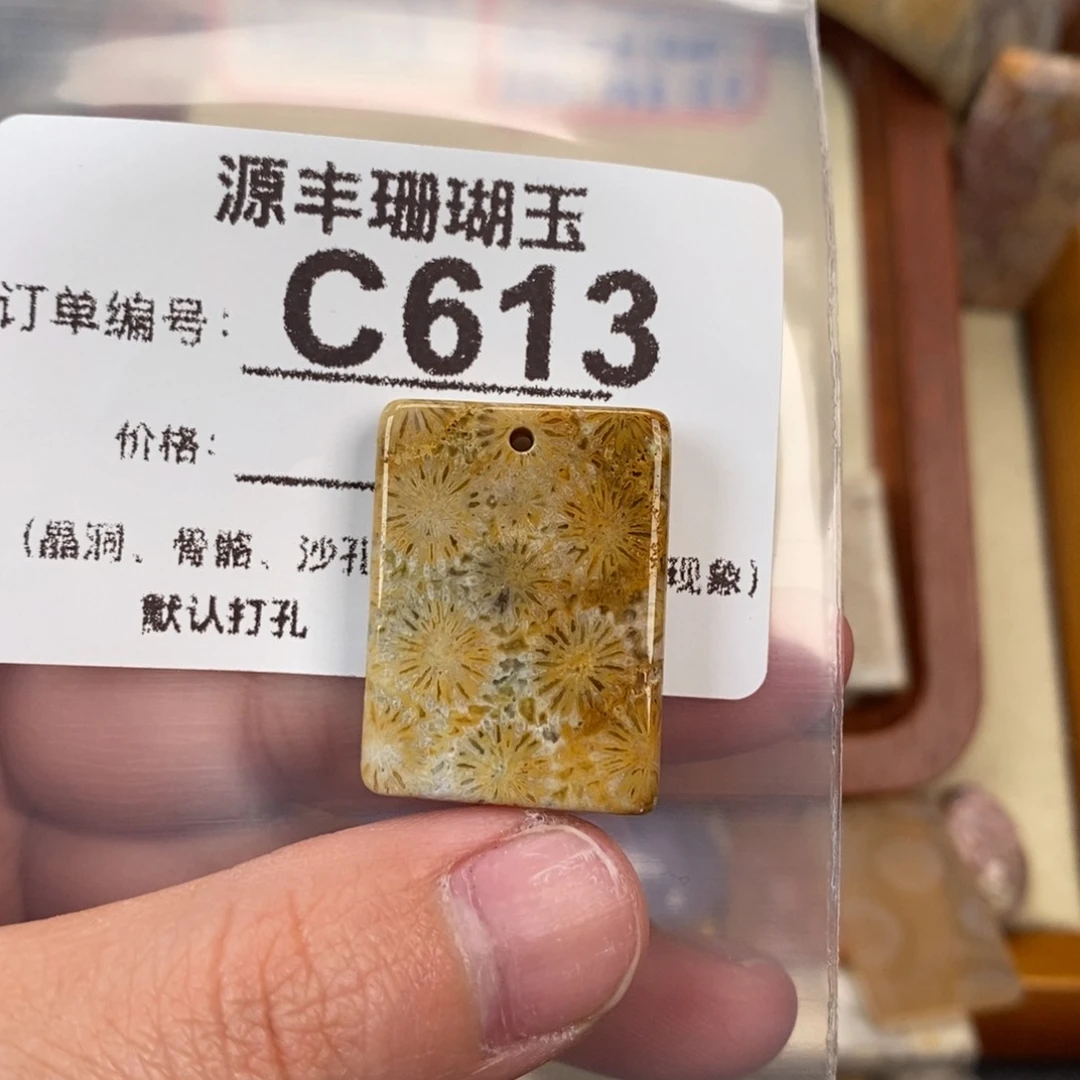 源丰珊瑚玉
订单编号: C613
价格:
(晶洞、骨骼、沙孔 现象)
默认打孔